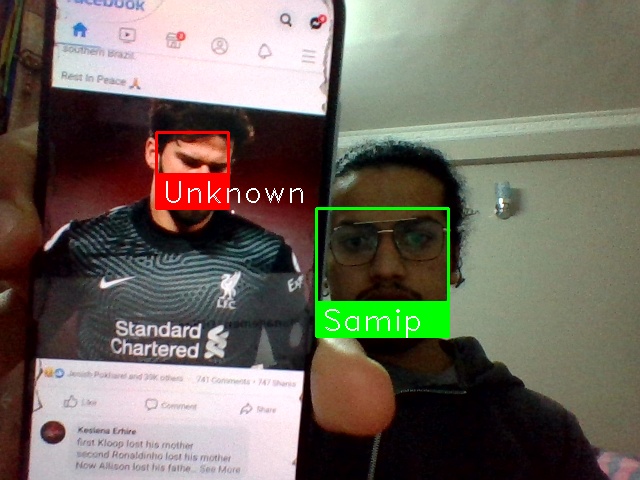 facebook
southern Brazil.
Rest In Peace 🙏
Unknown
LFC
Exp
Standard
Chartered
Samip
and 39K others
741 Comments • 747 Shares
Like
Comment
Share
Kesiena Erhire
first Kloop lost his mother
second Ronaldinho lost his mother
Now Allison lost his fathe... See More